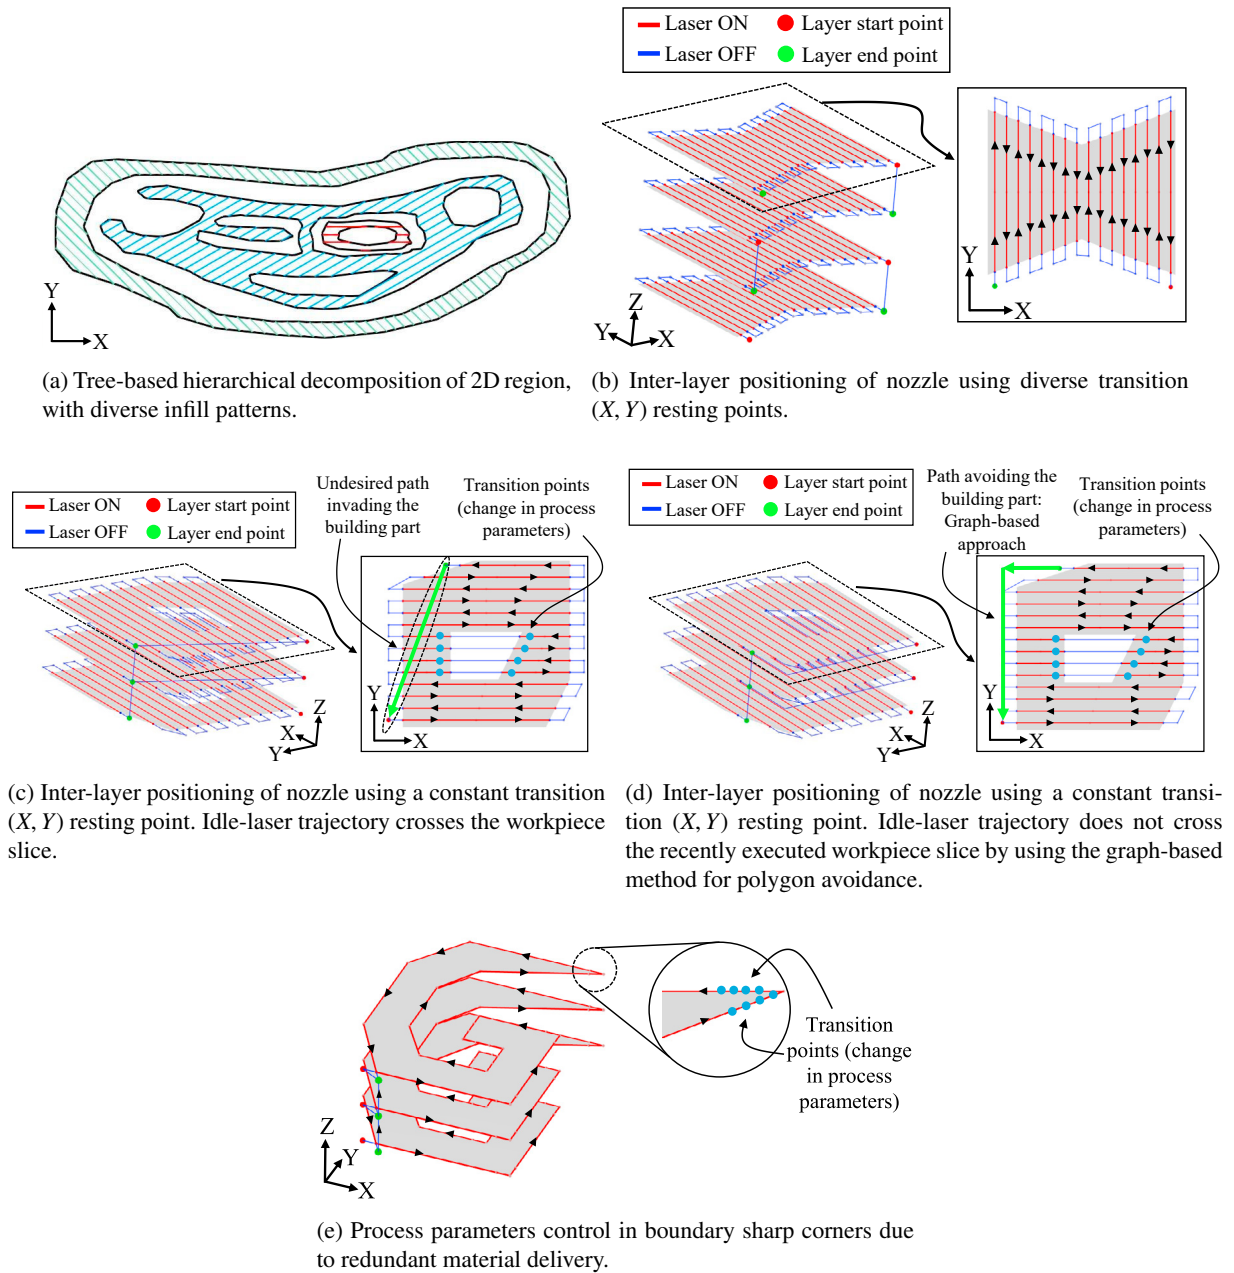 Y
X
(a) Tree-based hierarchical decomposition of 2D region,
with diverse infill patterns.
Laser ON
Layer start point
Laser OFF
Layer end point
Z
Y
X
Y
X
(b) Inter-layer positioning of nozzle using diverse transition
(X, Y) resting points.
Laser ON
Layer start point
Laser OFF
Layer end point
Undesired path
invading the
building part
Transition points
(change in process
parameters)
Z
X
Y
Y
X
(c) Inter-layer positioning of nozzle using a constant transition
(X, Y) resting point. Idle-laser trajectory crosses the workpiece
slice.
Laser ON
Layer start point
Laser OFF
Layer end point
Path avoiding the
building part:
Graph-based
approach
Transition points
(change in process
parameters)
Z
X
Y
Y
X
(d) Inter-layer positioning of nozzle using a constant transi-
tion (X, Y) resting point. Idle-laser trajectory does not cross
the recently executed workpiece slice by using the graph-based
method for polygon avoidance.
Transition
points (change
in process
parameters)
Z
Y
X
(e) Process parameters control in boundary sharp corners due
to redundant material delivery.